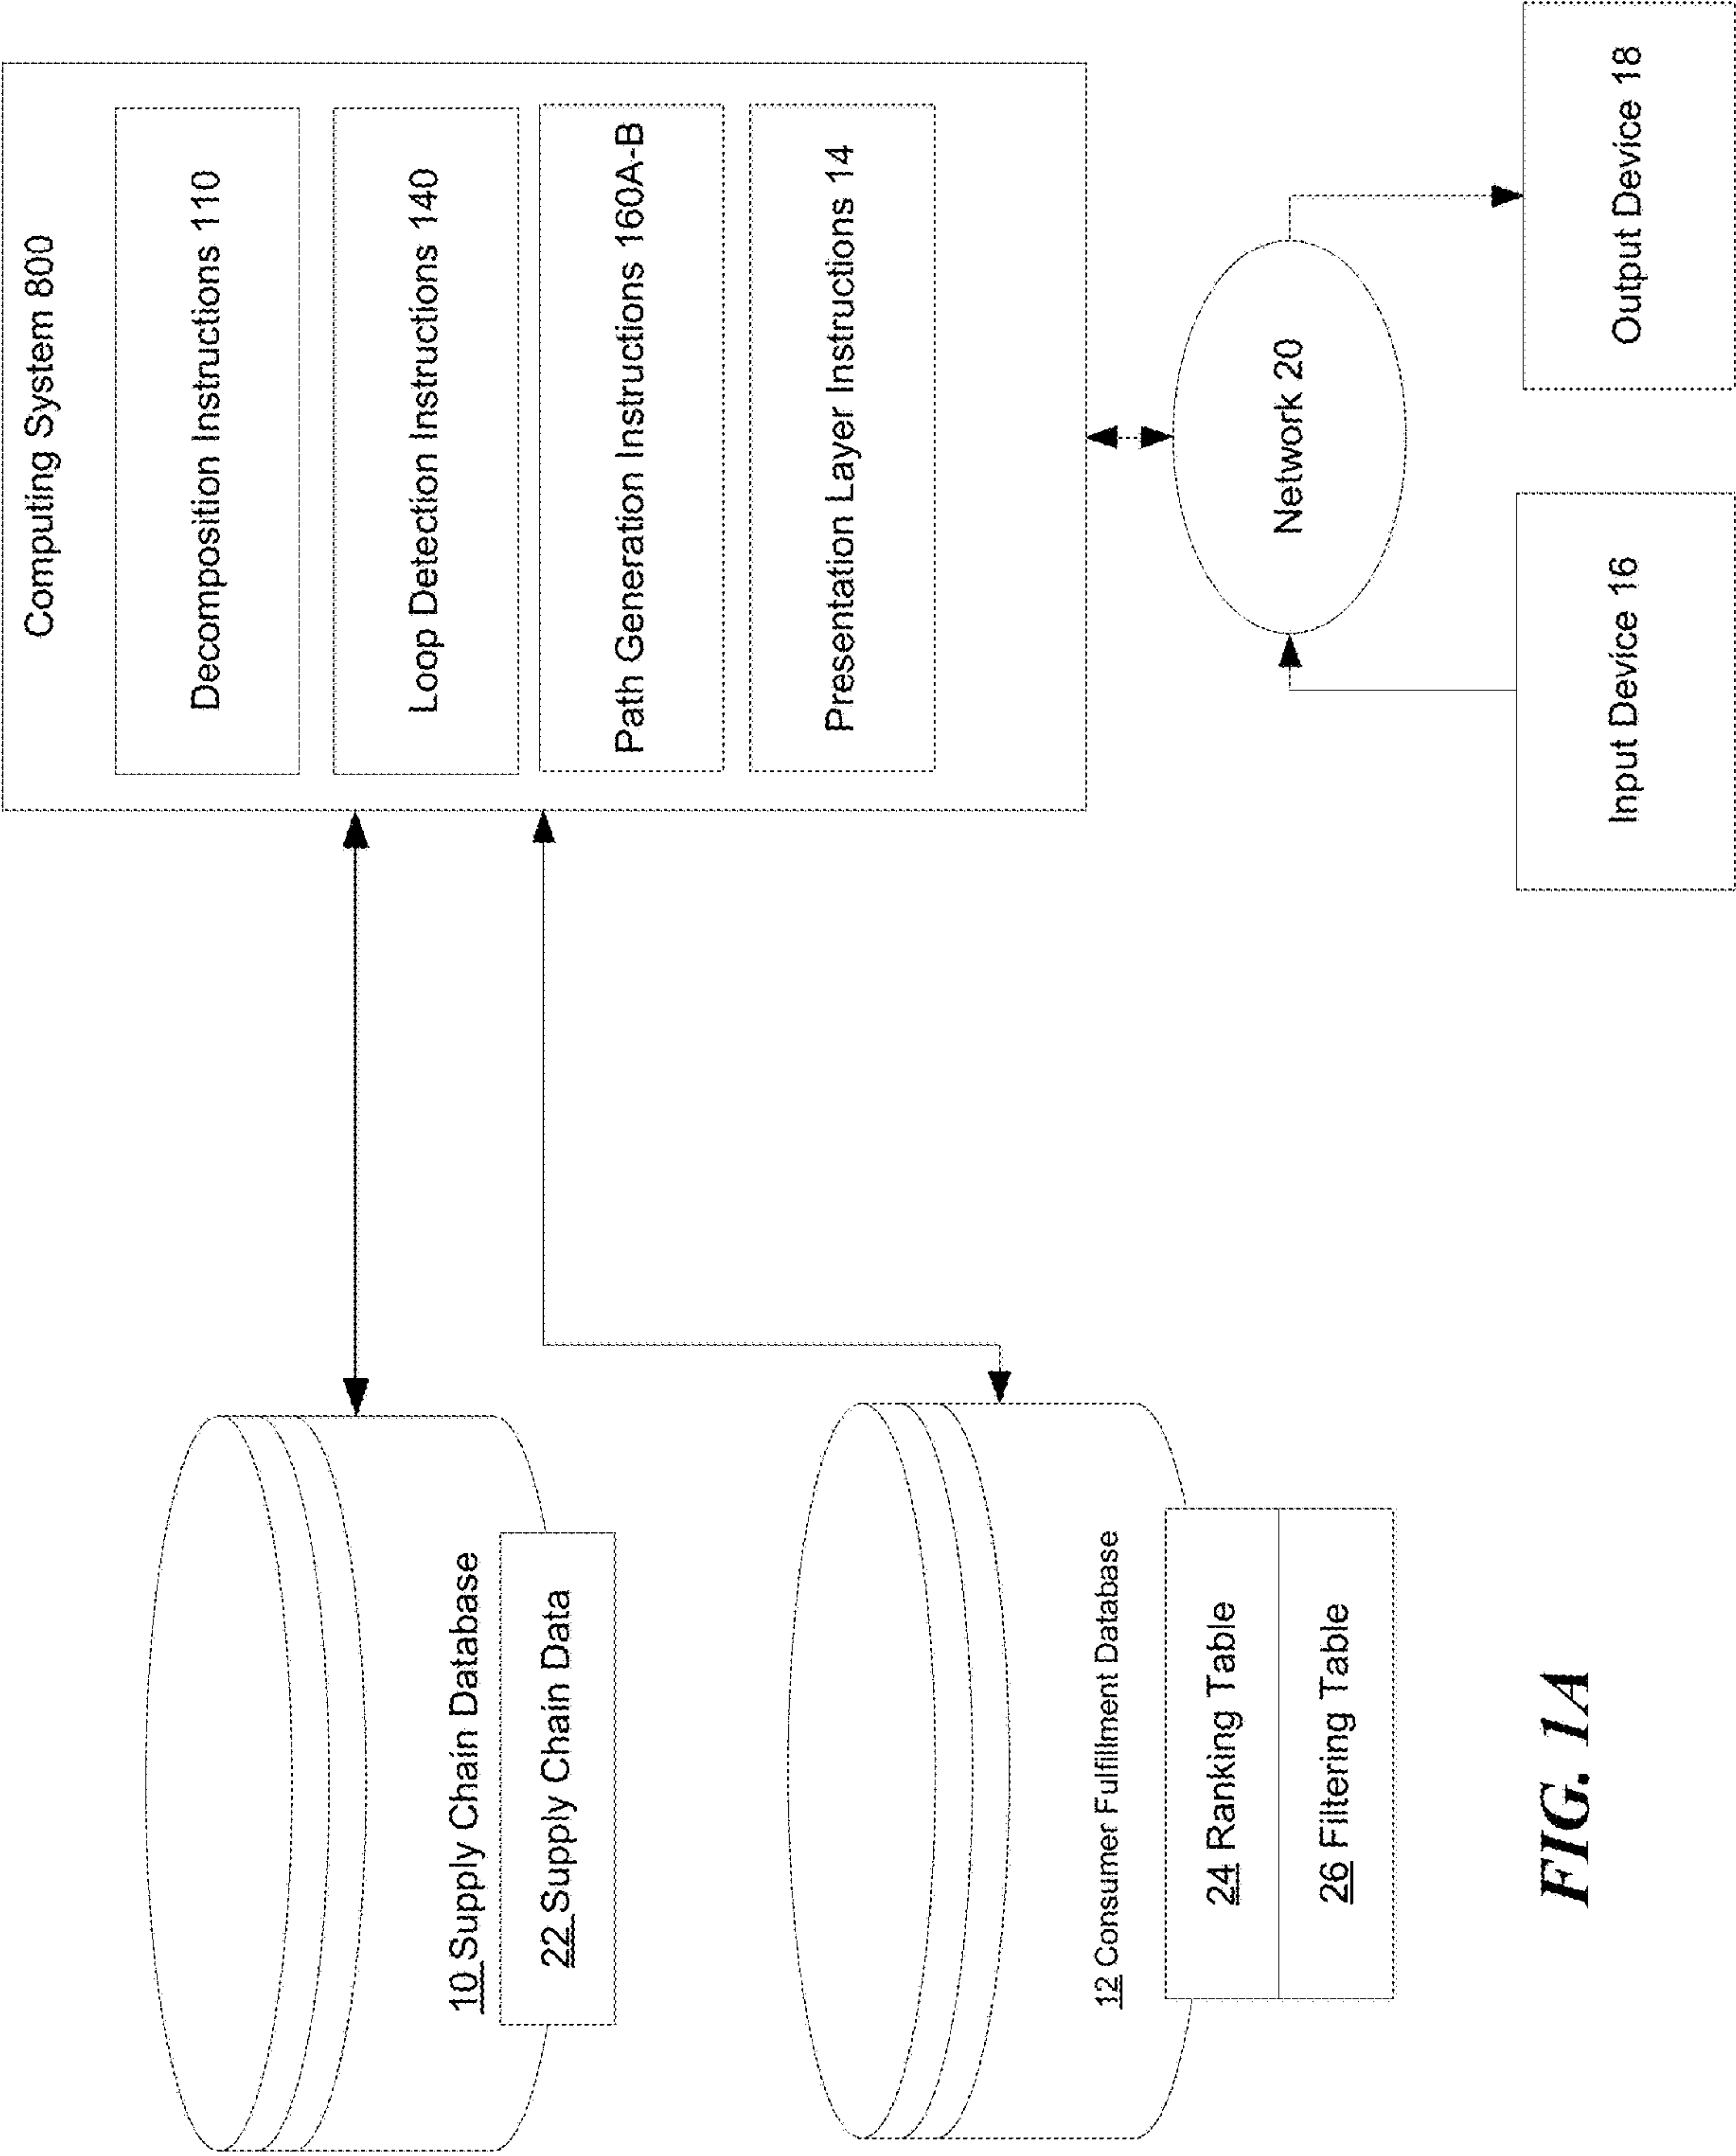 Computing System 800
Decomposition Instructions 110
Loop Detection Instructions 140
Path Generation Instructions 160A-B
Presentation Layer Instructions 14
Network 20
Input Device 16
Output Device 18
10 Supply Chain Database
22 Supply Chain Data
12 Consumer Fulfillment Database
24 Ranking Table
26 Filtering Table
FIG. 1A